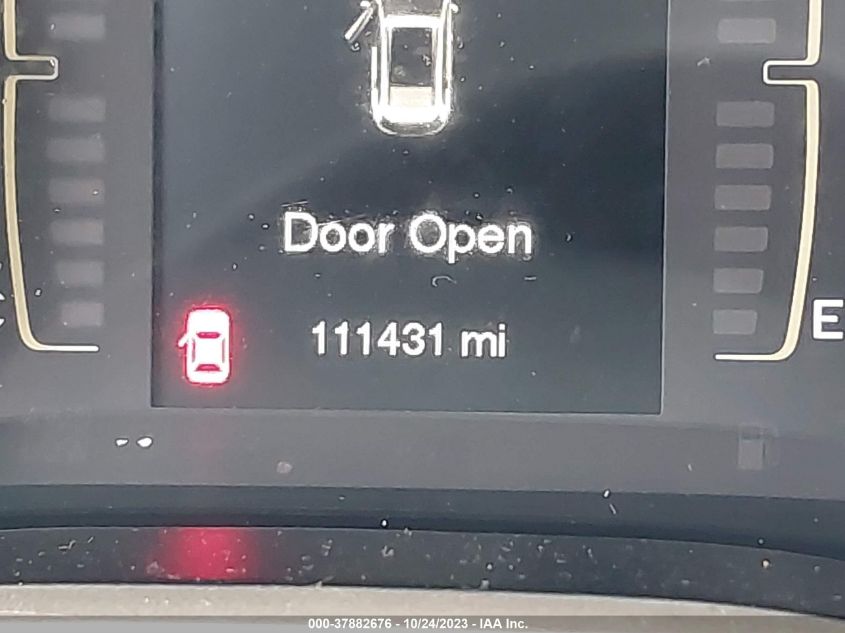 Door Open
111431 mi
E
000-37882676 - 10/24/2023 - IAA Inc.